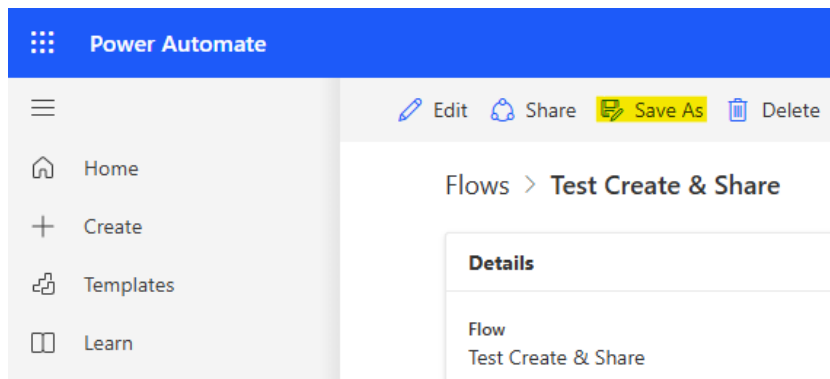 Power Automate
Edit Share Save As Delete
Home
Create
Templates
Learn
Flows > Test Create & Share
Details
Flow
Test Create & Share